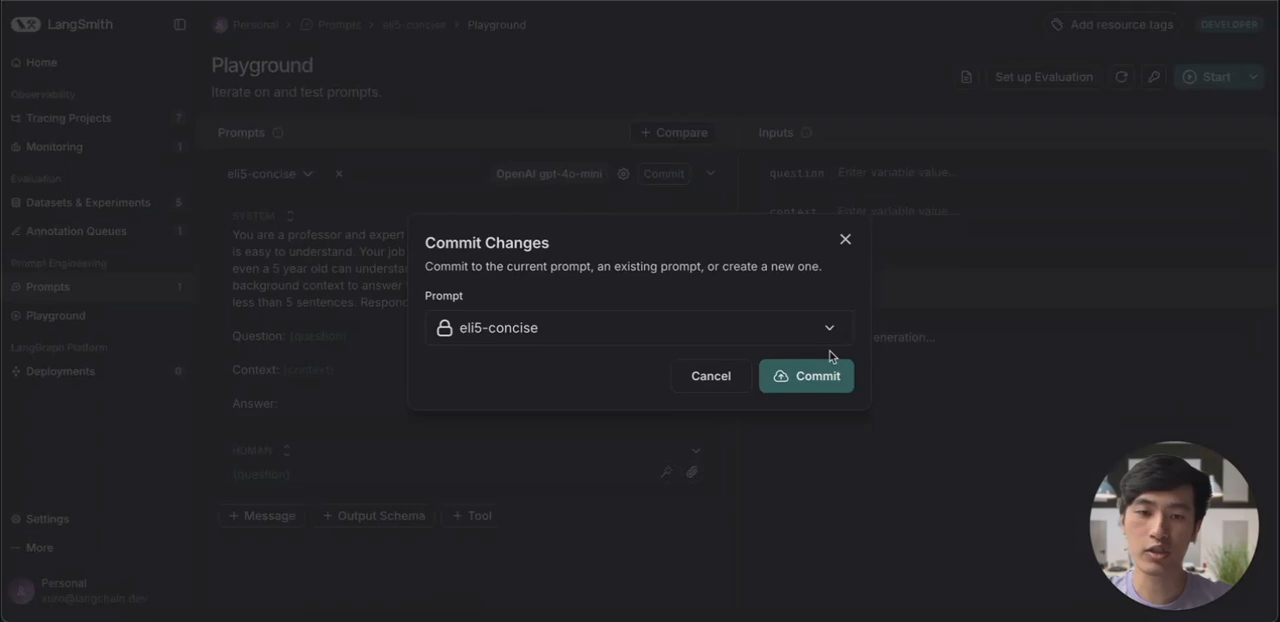 LangSmith
Personal > Prompts > eli5-concise > Playground
Add resource tags
DEVELOPER
Home
Observability
Tracing Projects 7
Monitoring 1
Evaluation
Datasets & Experiments 5
Annotation Queues 1
Prompt Engineering
Prompts 1
Playground
LangGraph Platform
Deployments 0
Settings
More
Personal
Playground
Iterate on and test prompts.
Set up Evaluation
Start
Prompts
+ Compare
eli5-concise
OpenAI gpt-4o-mini
Commit
SYSTEM
You are a professor and expert
is easy to understand. Your job
even a 5 year old can understa
background context to answer
less than 5 sentences. Respon
Question: {question}
Context: {context}
Answer:
HUMAN
{question}
+ Message
+ Output Schema
+ Tool
Inputs
question Enter variable value...
context Enter variable value...
eneration...
Commit Changes
Commit to the current prompt, an existing prompt, or create a new one.
Prompt
eli5-concise
Cancel
Commit